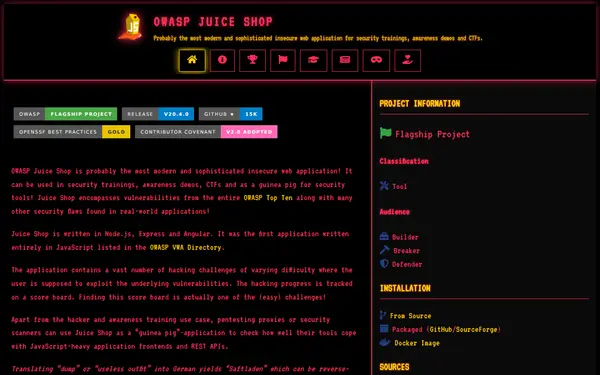 OWASP JUICE SHOP
Probably the most modern and sophisticated insecure web application for security trainings, awareness demos and CTFs.
OWASP FLAGSHIP PROJECT
RELEASE V20.4.0
GITHUB ★ 15K
OPENSSF BEST PRACTICES GOLD
CONTRIBUTOR COVENANT V2.0 ADOPTED
OWASP Juice Shop is probably the most modern and sophisticated insecure web application! It
can be used in security trainings, awareness demos, CTFs and as a guinea pig for security
tools! Juice Shop encompasses vulnerabilities from the entire OWASP Top Ten along with many
other security flaws found in real-world applications!
Juice Shop is written in Node.js, Express and Angular. It was the first application written
entirely in JavaScript listed in the OWASP VWA Directory.
The application contains a vast number of hacking challenges of varying difficulty where the
user is supposed to exploit the underlying vulnerabilities. The hacking progress is tracked
on a score board. Finding this score board is actually one of the (easy) challenges!
Apart from the hacker and awareness training use case, pentesting proxies or security
scanners can use Juice Shop as a "guinea pig"-application to check how well their tools cope
with JavaScript-heavy application frontends and REST APIs.
Translating "dump" or "useless outfit" into German yields "Saftladen" which can be reverse-
PROJECT INFORMATION
Flagship Project
Classification
Tool
Audience
Builder
Breaker
Defender
INSTALLATION
From Source
Packaged (GitHub/SourceForge)
Docker Image
SOURCES